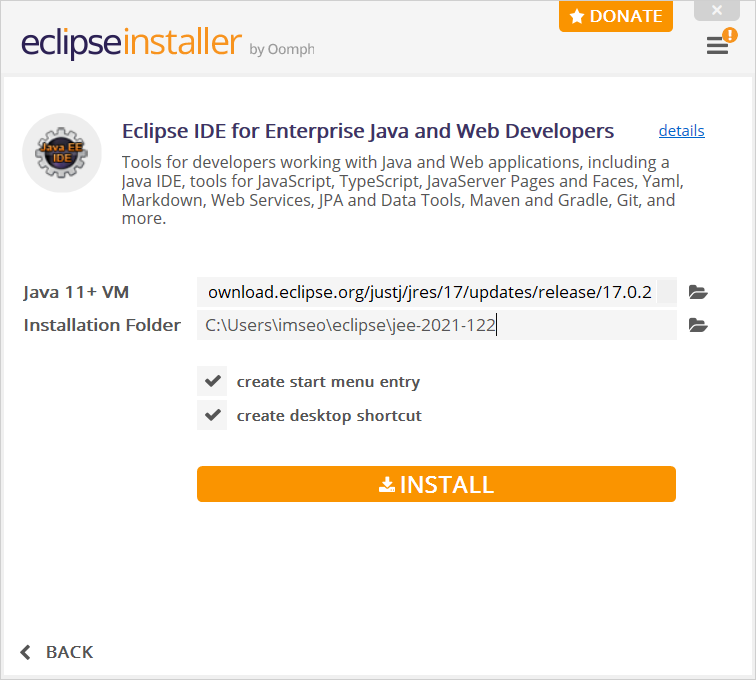 DONATE
eclipseinstaller by Oomph
Java EE
IDE
Eclipse IDE for Enterprise Java and Web Developers details
Tools for developers working with Java and Web applications, including a
Java IDE, tools for JavaScript, TypeScript, JavaServer Pages and Faces, Yaml,
Markdown, Web Services, JPA and Data Tools, Maven and Gradle, Git, and
more.
Java 11+ VM ownload.eclipse.org/justj/jres/17/updates/release/17.0.2
Installation Folder C:\Users\imseo\eclipse\jee-2021-122
create start menu entry
create desktop shortcut
INSTALL
BACK